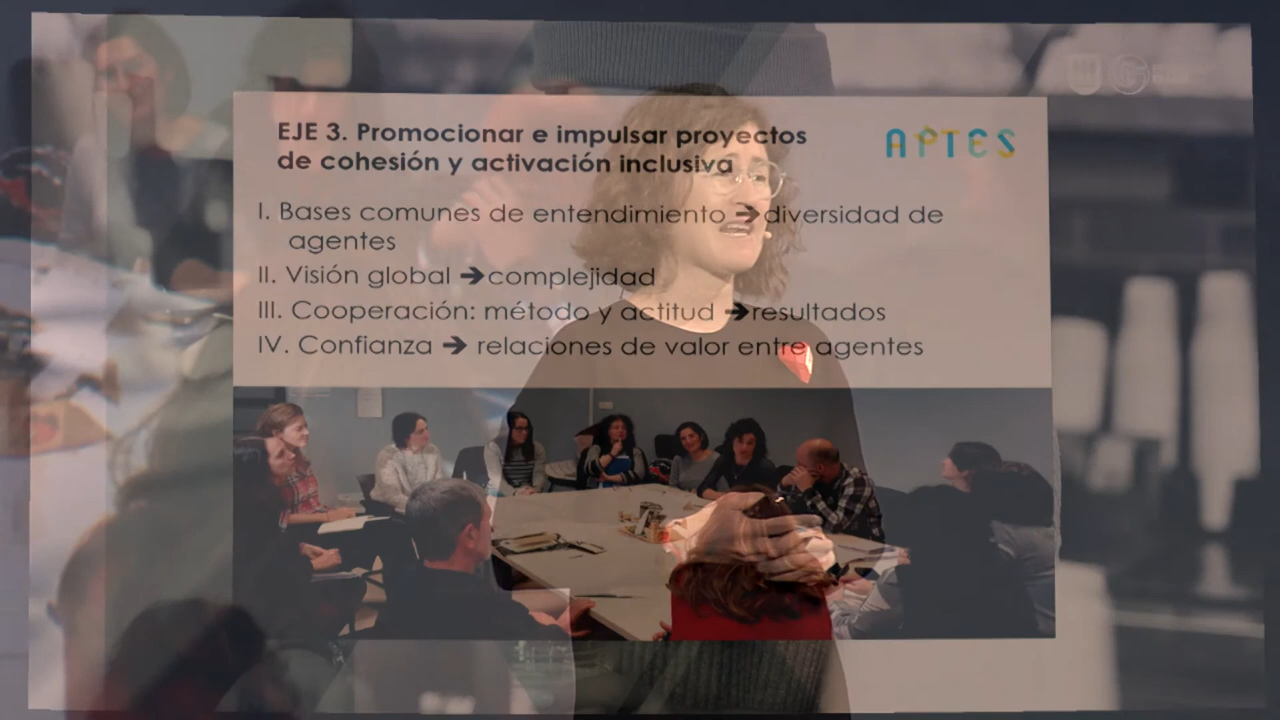 EJE 3. Promocionar e impulsar proyectos
de cohesión y activación inclusiva
APTES
I. Bases comunes de entendimiento ➔diversidad de
agentes
II. Visión global ➔complejidad
III. Cooperación: método y actitud ➔resultados
IV. Confianza ➔ relaciones de valor entre agentes